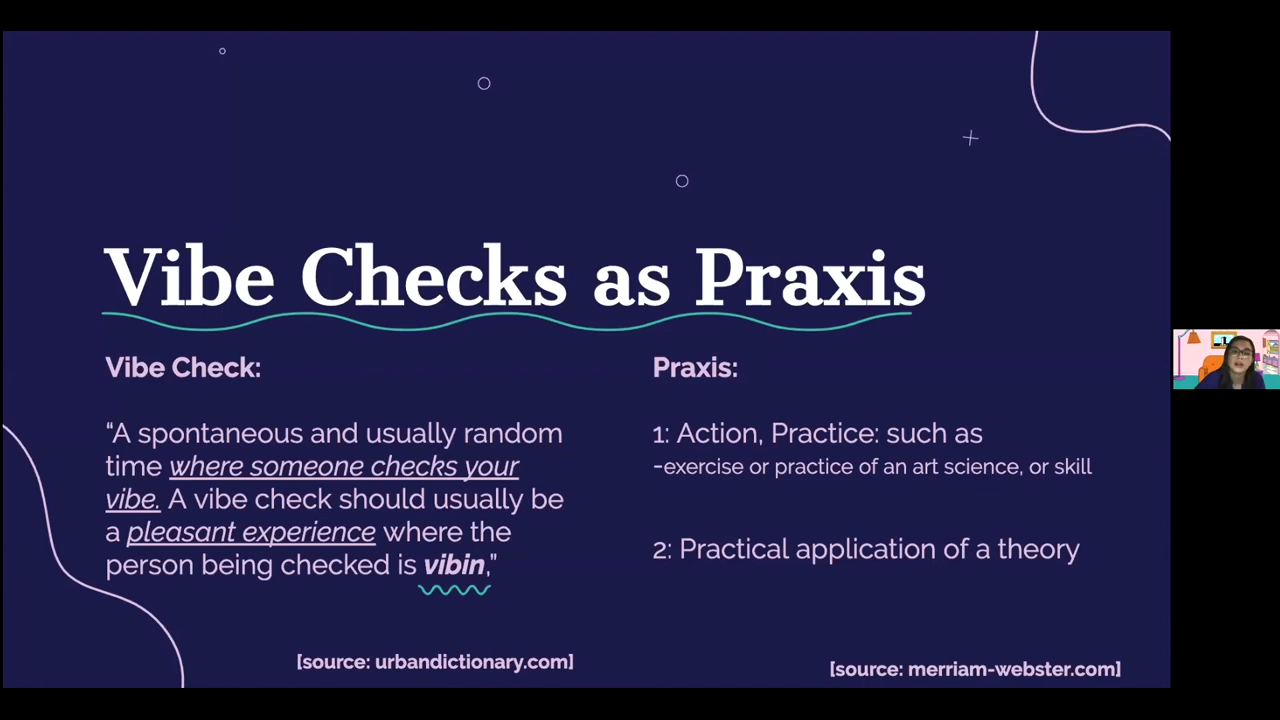 Vibe Checks as Praxis
Vibe Check:
“A spontaneous and usually random
time where someone checks your
vibe. A vibe check should usually be
a pleasant experience where the
person being checked is vibin,”
[source: urbandictionary.com]
Praxis:
1: Action, Practice: such as
-exercise or practice of an art science, or skill
2: Practical application of a theory
[source: merriam-webster.com]